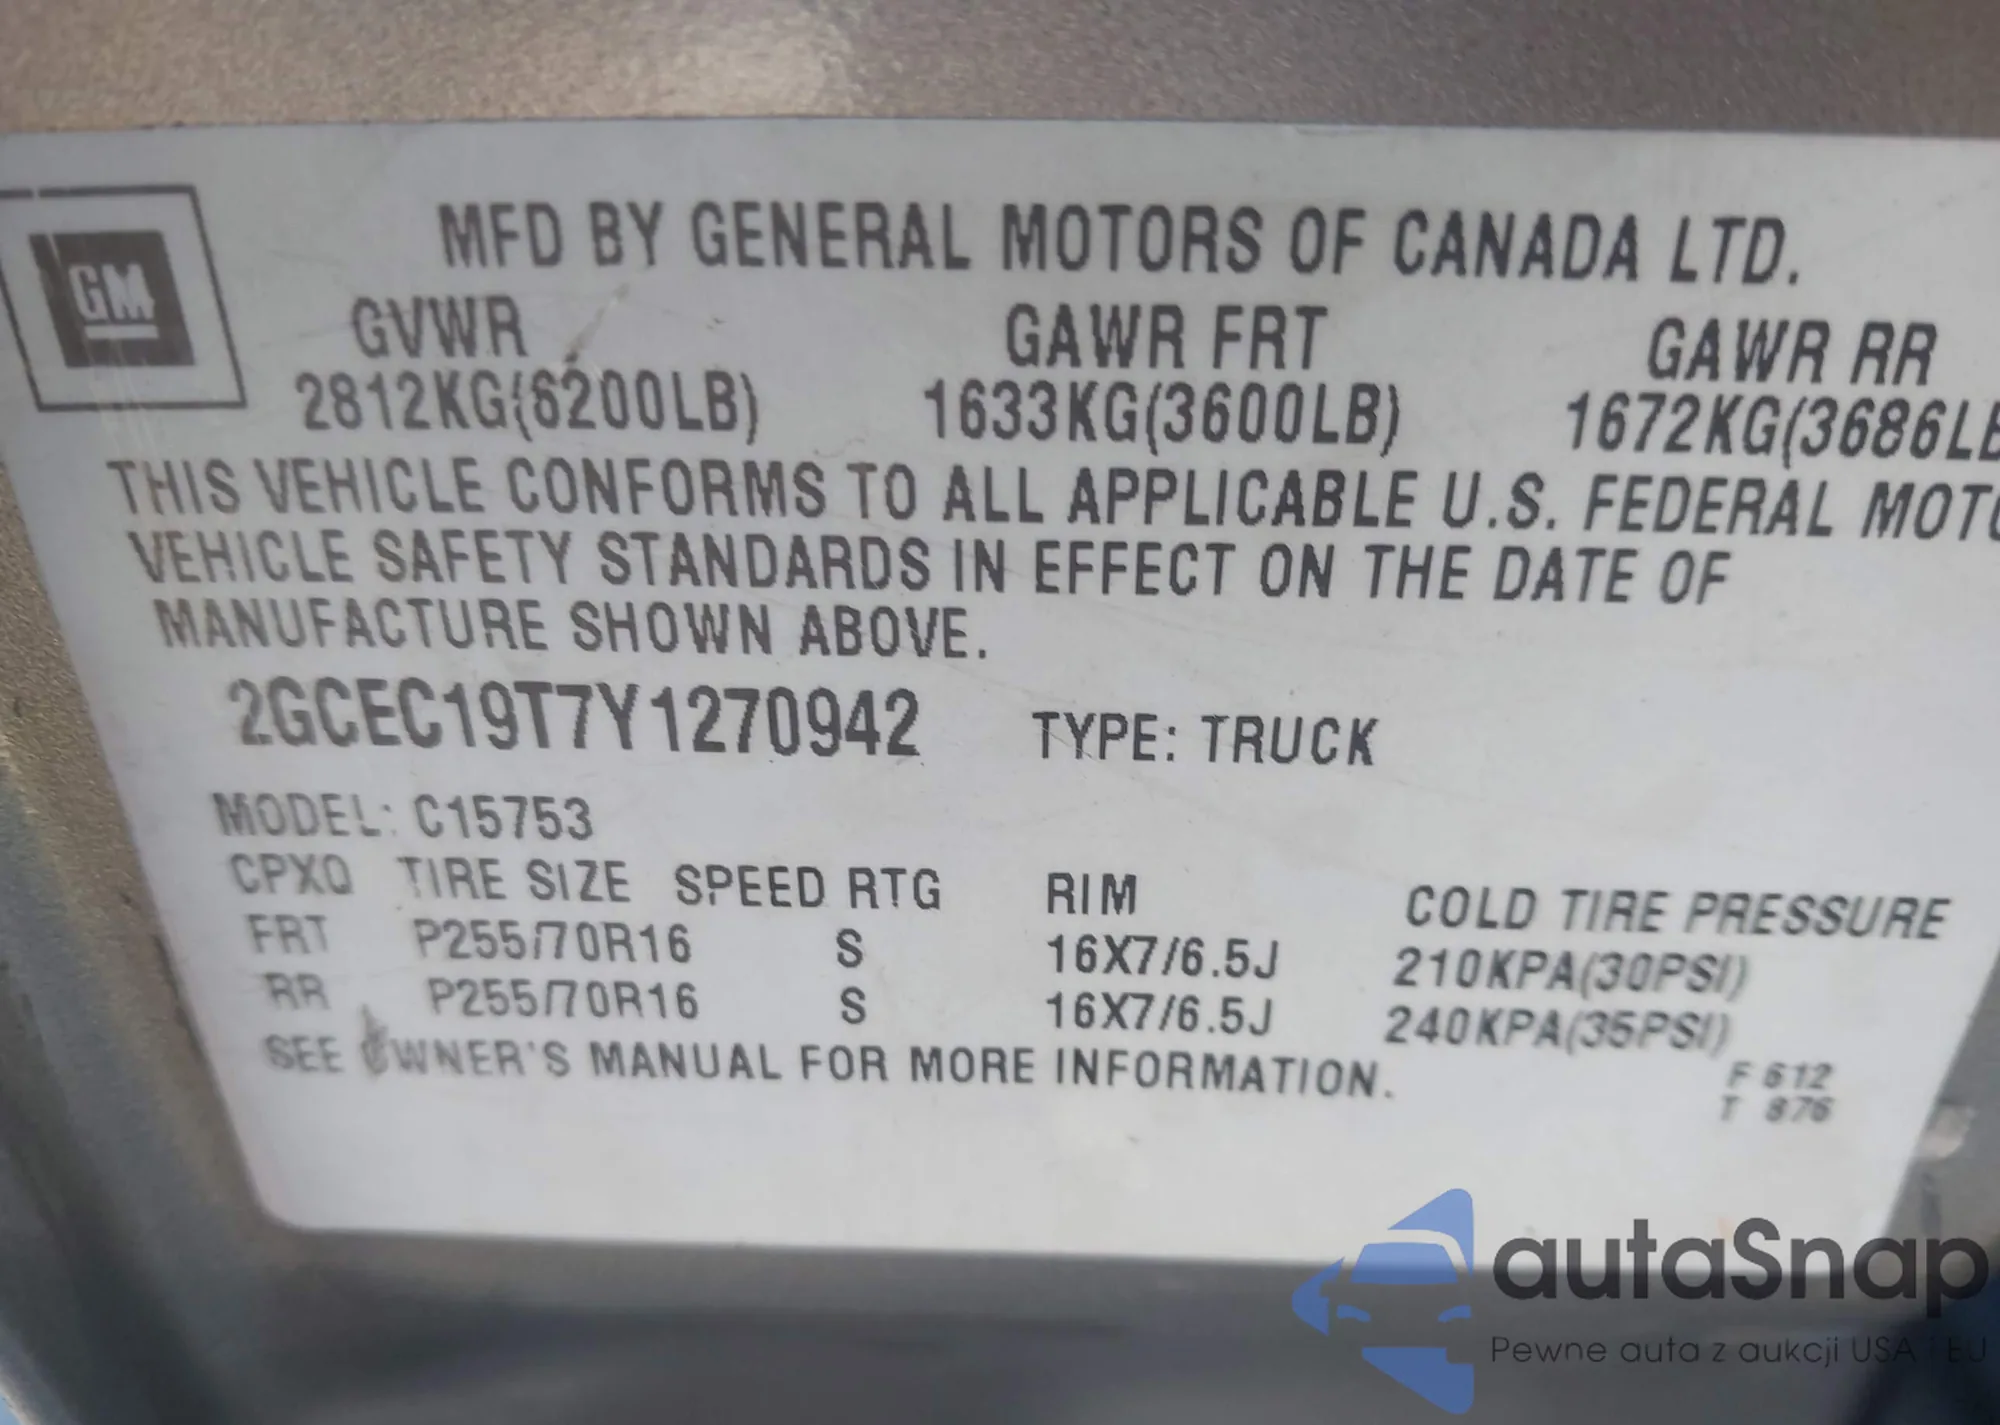 GM
MFD BY GENERAL MOTORS OF CANADA LTD.
GVWR GAWR FRT GAWR RR
2812KG(6200LB) 1633KG(3600LB) 1672KG(3686LB
THIS VEHICLE CONFORMS TO ALL APPLICABLE U.S. FEDERAL MOTO
VEHICLE SAFETY STANDARDS IN EFFECT ON THE DATE OF
MANUFACTURE SHOWN ABOVE.
2GCEC19T7Y1270942 TYPE: TRUCK
MODEL: C15753
CPXQ TIRE SIZE SPEED RTG RIM COLD TIRE PRESSURE
FRT P255/70R16 S 16X7/6.5J 210KPA(30PSI)
RR P255/70R16 S 16X7/6.5J 240KPA(35PSI)
SEE OWNER'S MANUAL FOR MORE INFORMATION.
F 612
T 876
autaSnap
Pewne auta z aukcji USA i EU